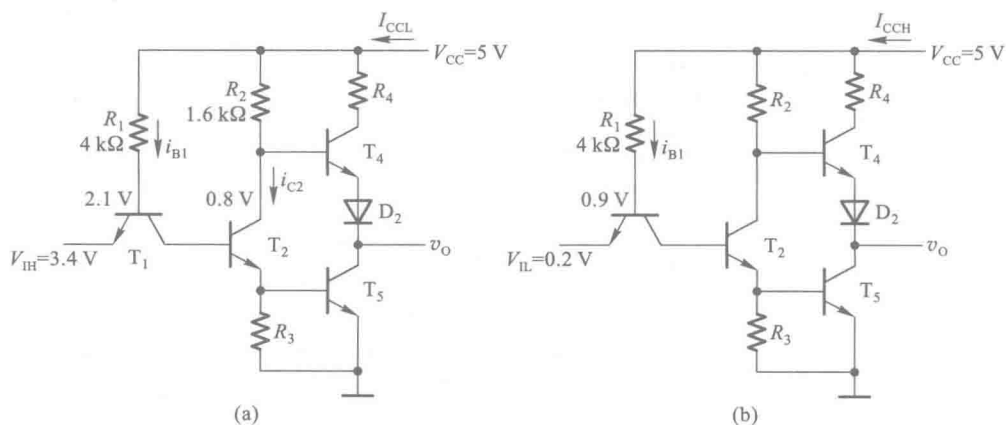 I_CCL
V_CC=5 V
R_1
4 kΩ
i_B1
R_2
1.6 kΩ
R_4
T_4
i_C2
2.1 V
0.8 V
D_2
T_2
v_O
V_IH=3.4 V
T_1
T_5
R_3
(a)
I_CCH
V_CC=5 V
R_1
4 kΩ
i_B1
R_2
R_4
T_4
0.9 V
D_2
T_2
v_O
V_IL=0.2 V
T_5
R_3
(b)